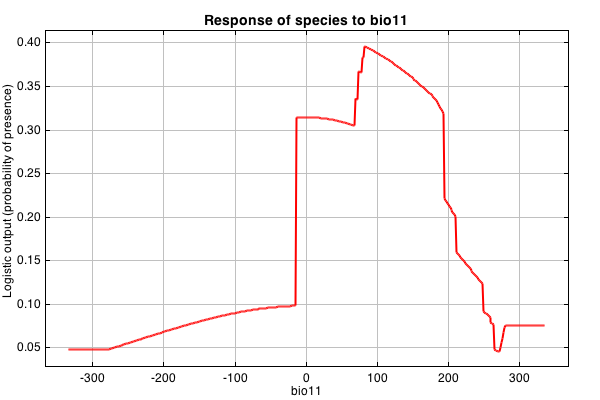 Response of species to bio11
Logistic output (probability of presence)
0.40
0.35
0.30
0.25
0.20
0.15
0.10
0.05
-300 -200 -100 0 100 200 300
bio11